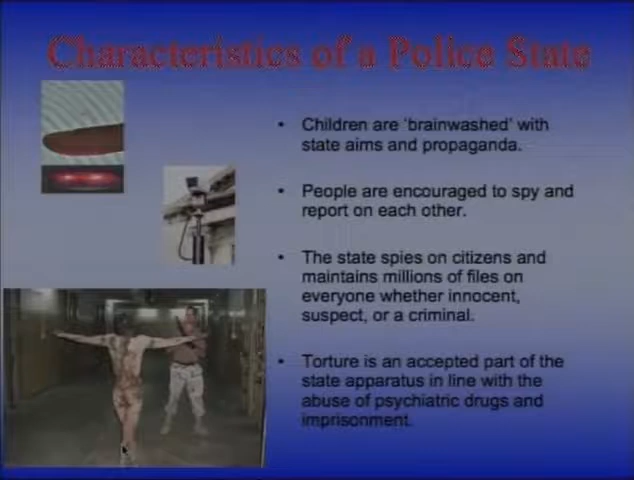 Characteristics of a Police State
• Children are 'brainwashed' with
state aims and propaganda.
• People are encouraged to spy and
report on each other.
• The state spies on citizens and
maintains millions of files on
everyone whether innocent,
suspect, or a criminal.
• Torture is an accepted part of the
state apparatus in line with the
abuse of psychiatric drugs and
imprisonment.